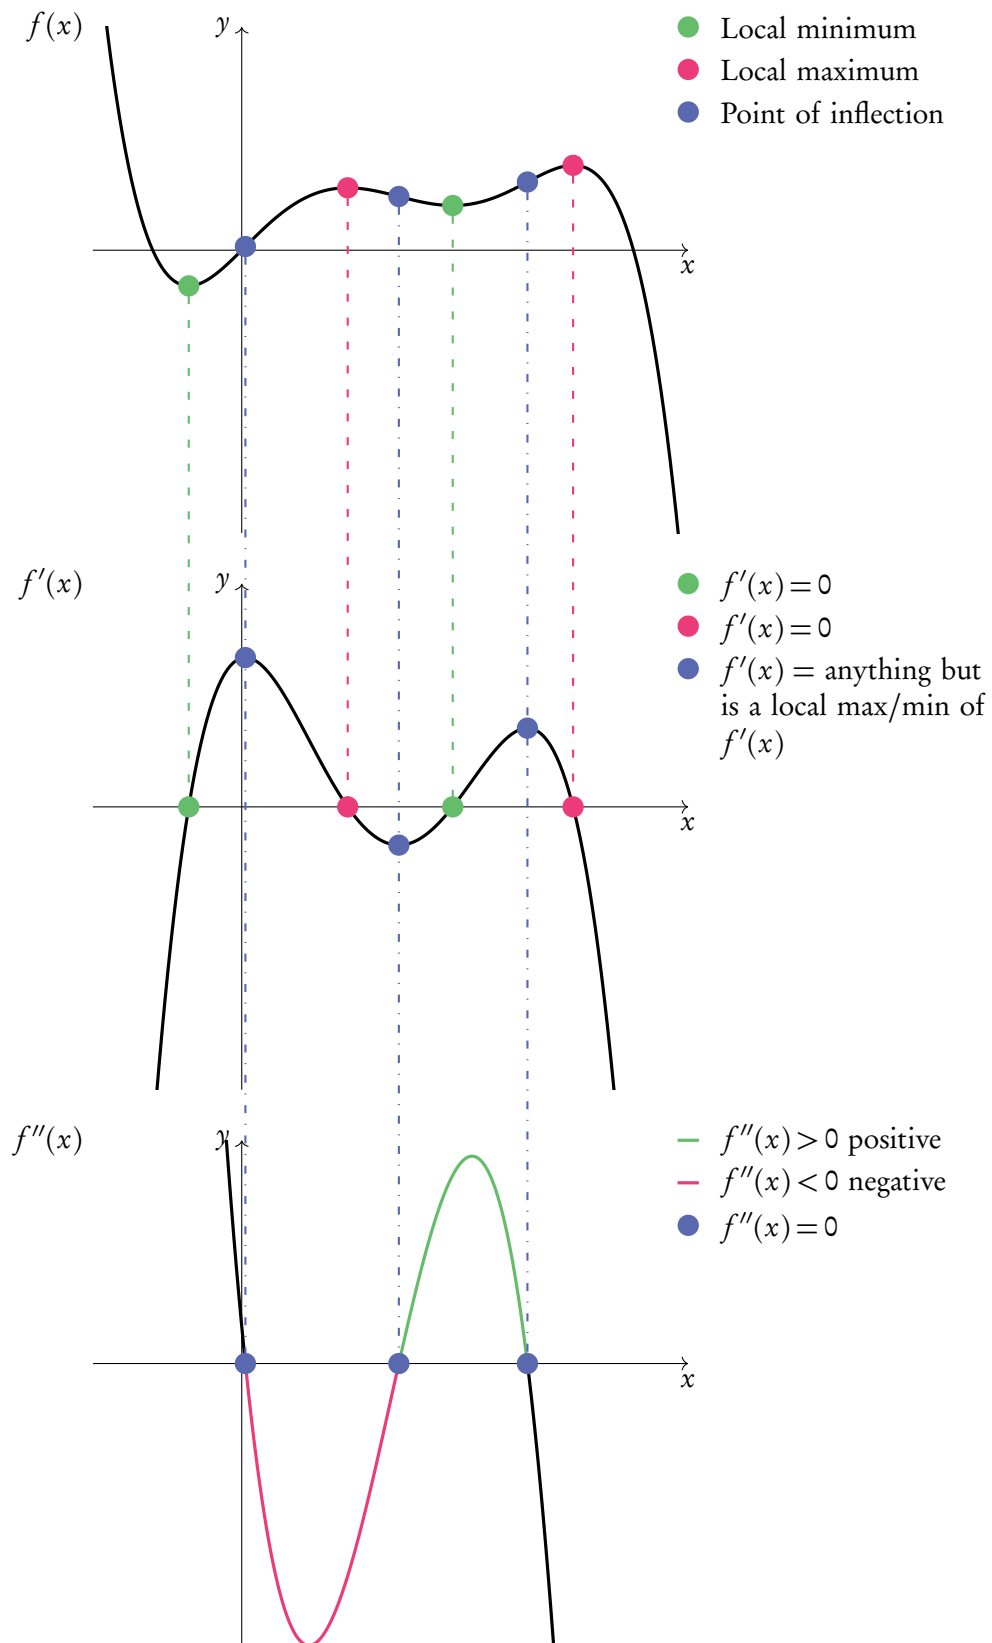 f(x)
y
Local minimum
Local maximum
Point of inflection
x
f′(x)
y
f′(x) = 0
f′(x) = 0
f′(x) = anything but
is a local max/min of
f′(x)
x
f″(x)
y
f″(x) > 0 positive
f″(x) < 0 negative
f″(x) = 0
x